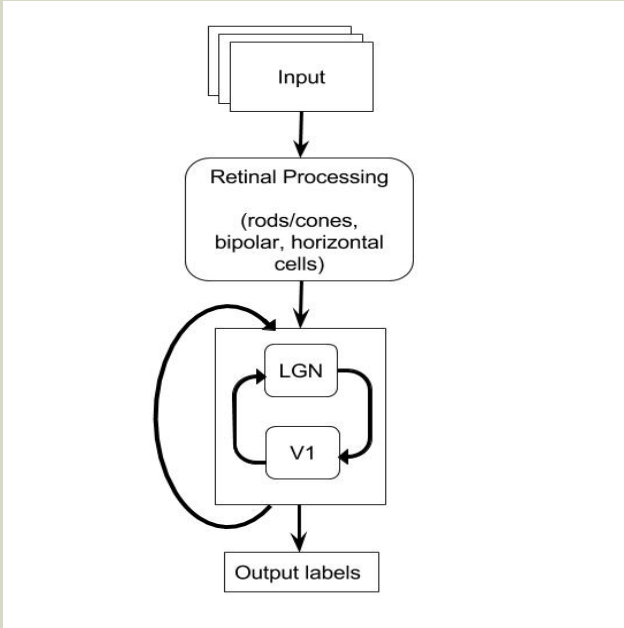 Input
Retinal Processing
(rods/cones,
bipolar, horizontal
cells)
LGN
V1
Output labels